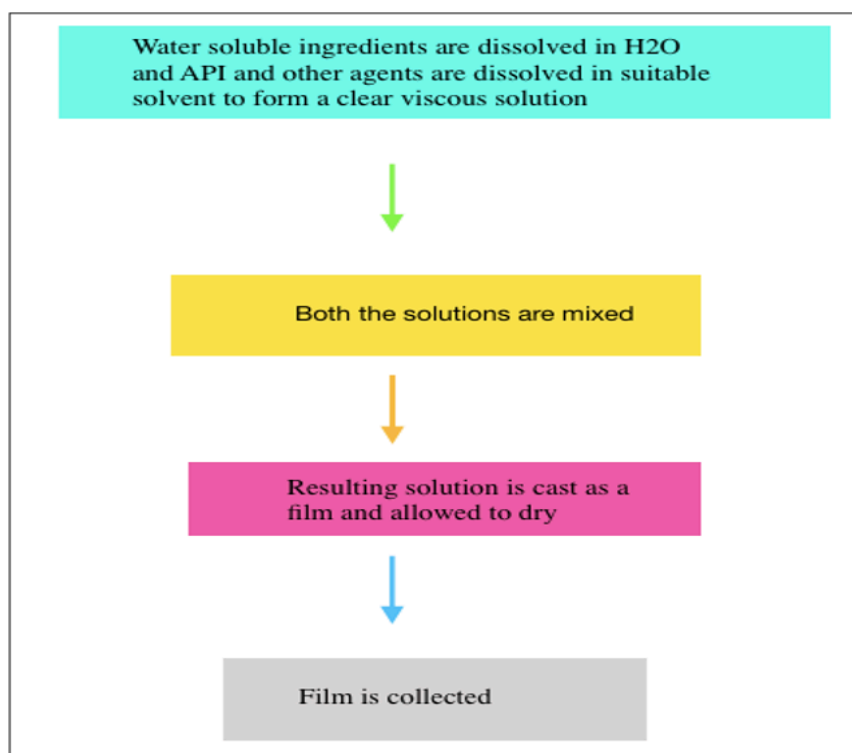 Water soluble ingredients are dissolved in H2O
and API and other agents are dissolved in suitable
solvent to form a clear viscous solution
Both the solutions are mixed
Resulting solution is cast as a
film and allowed to dry
Film is collected